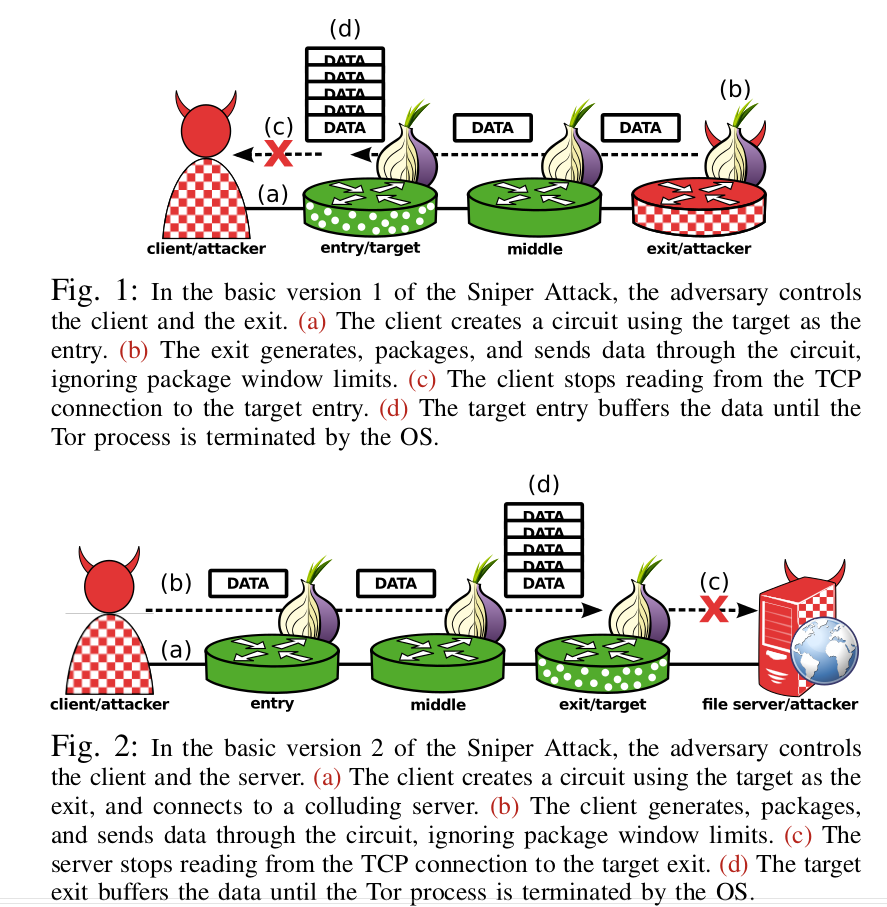 (d)
DATA
DATA
DATA
DATA
DATA
(b)
DATA
DATA
(c)
X
(a)
client/attacker
entry/target
middle
exit/attacker
Fig. 1: In the basic version 1 of the Sniper Attack, the adversary controls
the client and the exit. (a) The client creates a circuit using the target as the
entry. (b) The exit generates, packages, and sends data through the circuit,
ignoring package window limits. (c) The client stops reading from the TCP
connection to the target entry. (d) The target entry buffers the data until the
Tor process is terminated by the OS.
(d)
DATA
DATA
DATA
DATA
DATA
(b)
DATA
DATA
(c)
X
(a)
client/attacker
entry
middle
exit/target
file server/attacker
Fig. 2: In the basic version 2 of the Sniper Attack, the adversary controls
the client and the server. (a) The client creates a circuit using the target as the
exit, and connects to a colluding server. (b) The client generates, packages,
and sends data through the circuit, ignoring package window limits. (c) The
server stops reading from the TCP connection to the target exit. (d) The target
exit buffers the data until the Tor process is terminated by the OS.